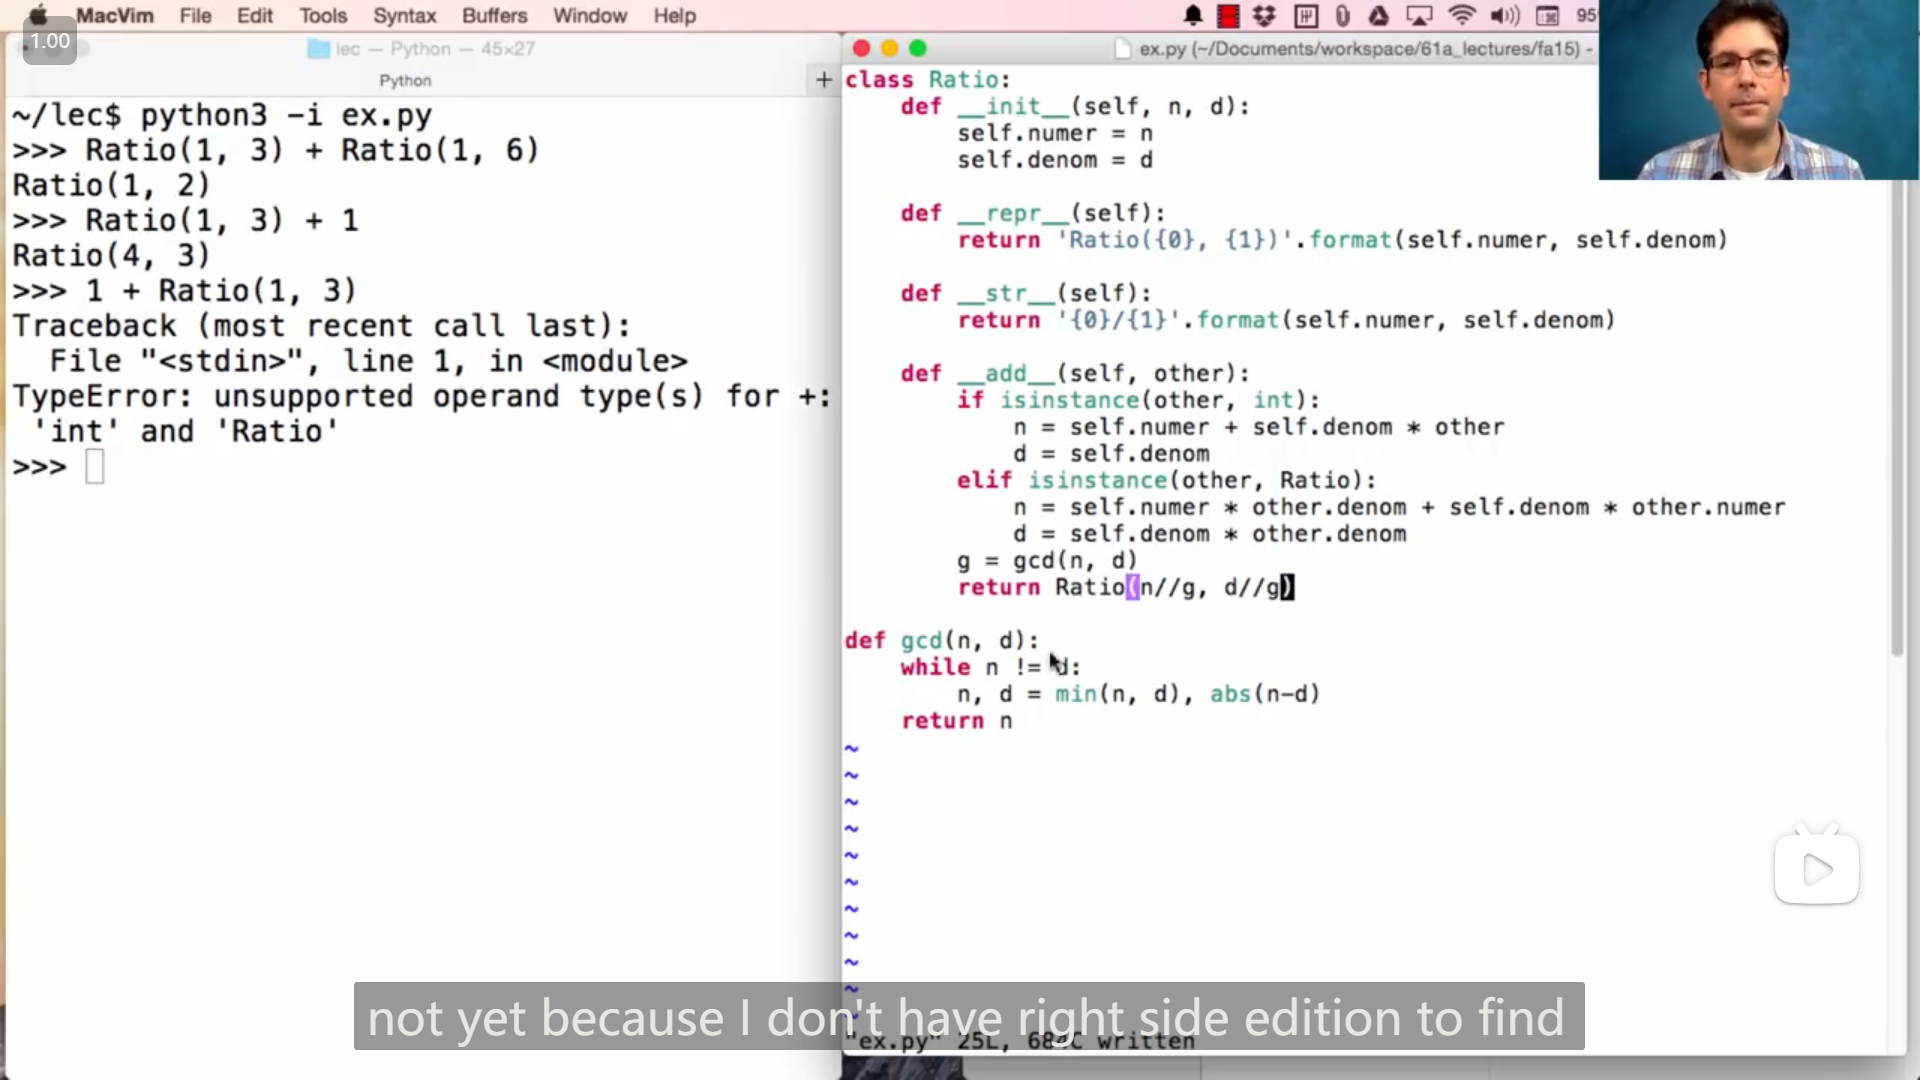 MacVim File Edit Tools Syntax Buffers Window Help
1.00
lec — Python — 45×27
Python
+
~/lec$ python3 -i ex.py
>>> Ratio(1, 3) + Ratio(1, 6)
Ratio(1, 2)
>>> Ratio(1, 3) + 1
Ratio(4, 3)
>>> 1 + Ratio(1, 3)
Traceback (most recent call last):
  File "<stdin>", line 1, in <module>
TypeError: unsupported operand type(s) for +:
 'int' and 'Ratio'
>>>
ex.py (~/Documents/workspace/61a_lectures/fa15) -
class Ratio:
    def __init__(self, n, d):
        self.numer = n
        self.denom = d
    def __repr__(self):
        return 'Ratio({0}, {1})'.format(self.numer, self.denom)
    def __str__(self):
        return '{0}/{1}'.format(self.numer, self.denom)
    def __add__(self, other):
        if isinstance(other, int):
            n = self.numer + self.denom * other
            d = self.denom
        elif isinstance(other, Ratio):
            n = self.numer * other.denom + self.denom * other.numer
            d = self.denom * other.denom
        g = gcd(n, d)
        return Ratio(n//g, d//g)
def gcd(n, d):
    while n != d:
        n, d = min(n, d), abs(n-d)
    return n
~
~
~
~
~
~
~
~
~
~
not yet because I don't have right side edition to find
"ex.py" 25L, 684C written